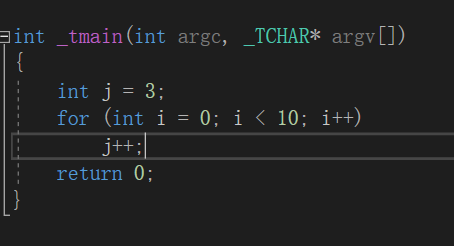 int _tmain(int argc, _TCHAR* argv[])
{
int j = 3;
for (int i = 0; i < 10; i++)
j++;
return 0;
}